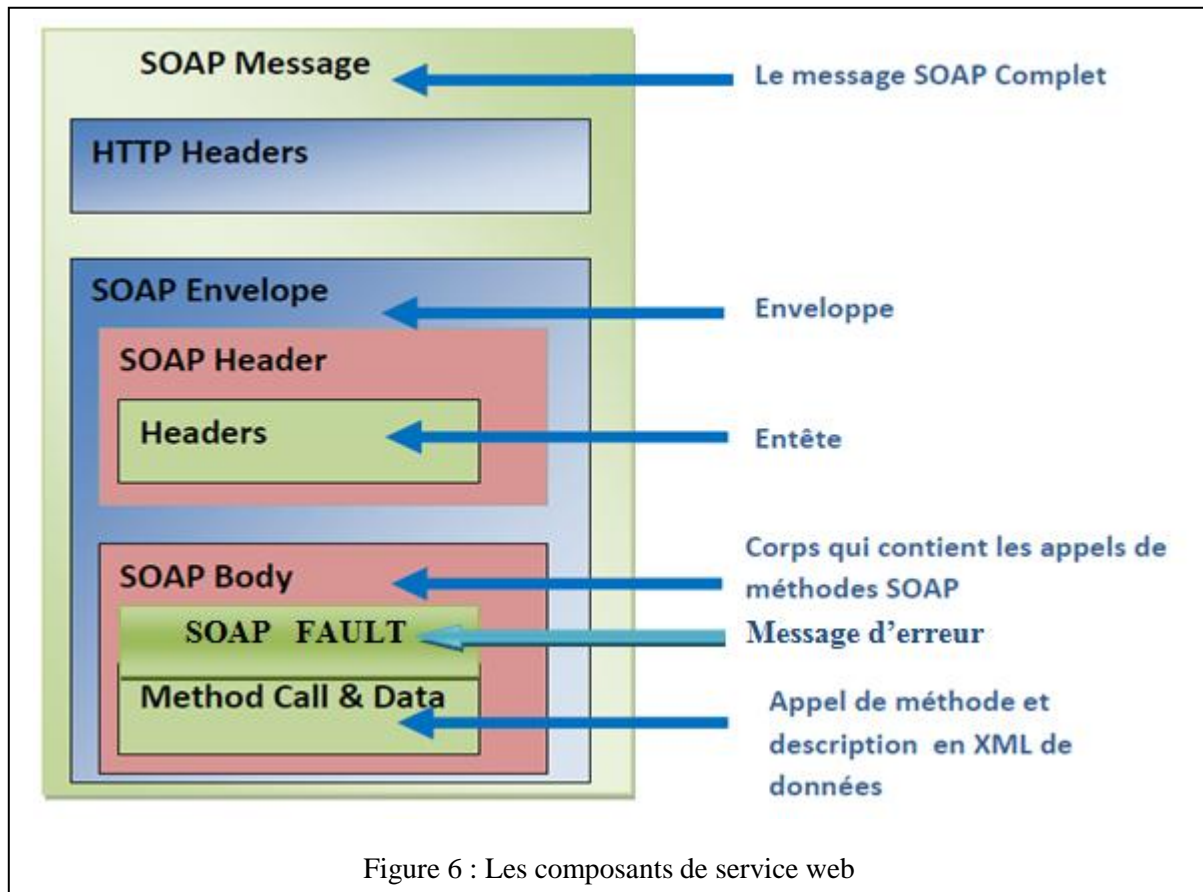 SOAP Message
Le message SOAP Complet
HTTP Headers
SOAP Envelope
Enveloppe
SOAP Header
Headers
Entête
SOAP Body
Corps qui contient les appels de
méthodes SOAP
SOAP FAULT
Message d’erreur
Method Call & Data
Appel de méthode et
description en XML de
données
Figure 6 : Les composants de service web